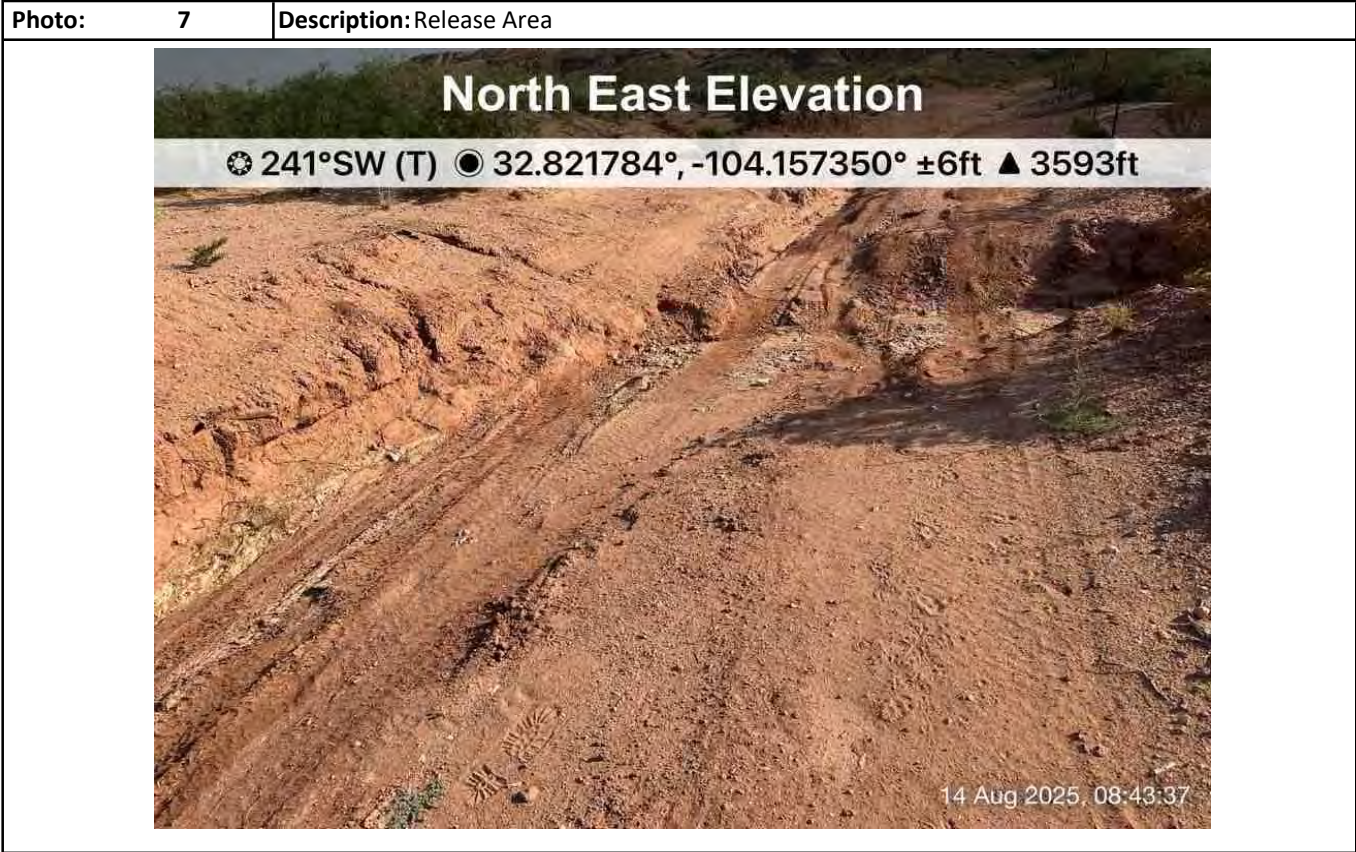 Photo: 7 Description: Release Area
North East Elevation
241°SW (T) 32.821784°, -104.157350° ±6ft ▲ 3593ft
14 Aug 2025, 08:43:37